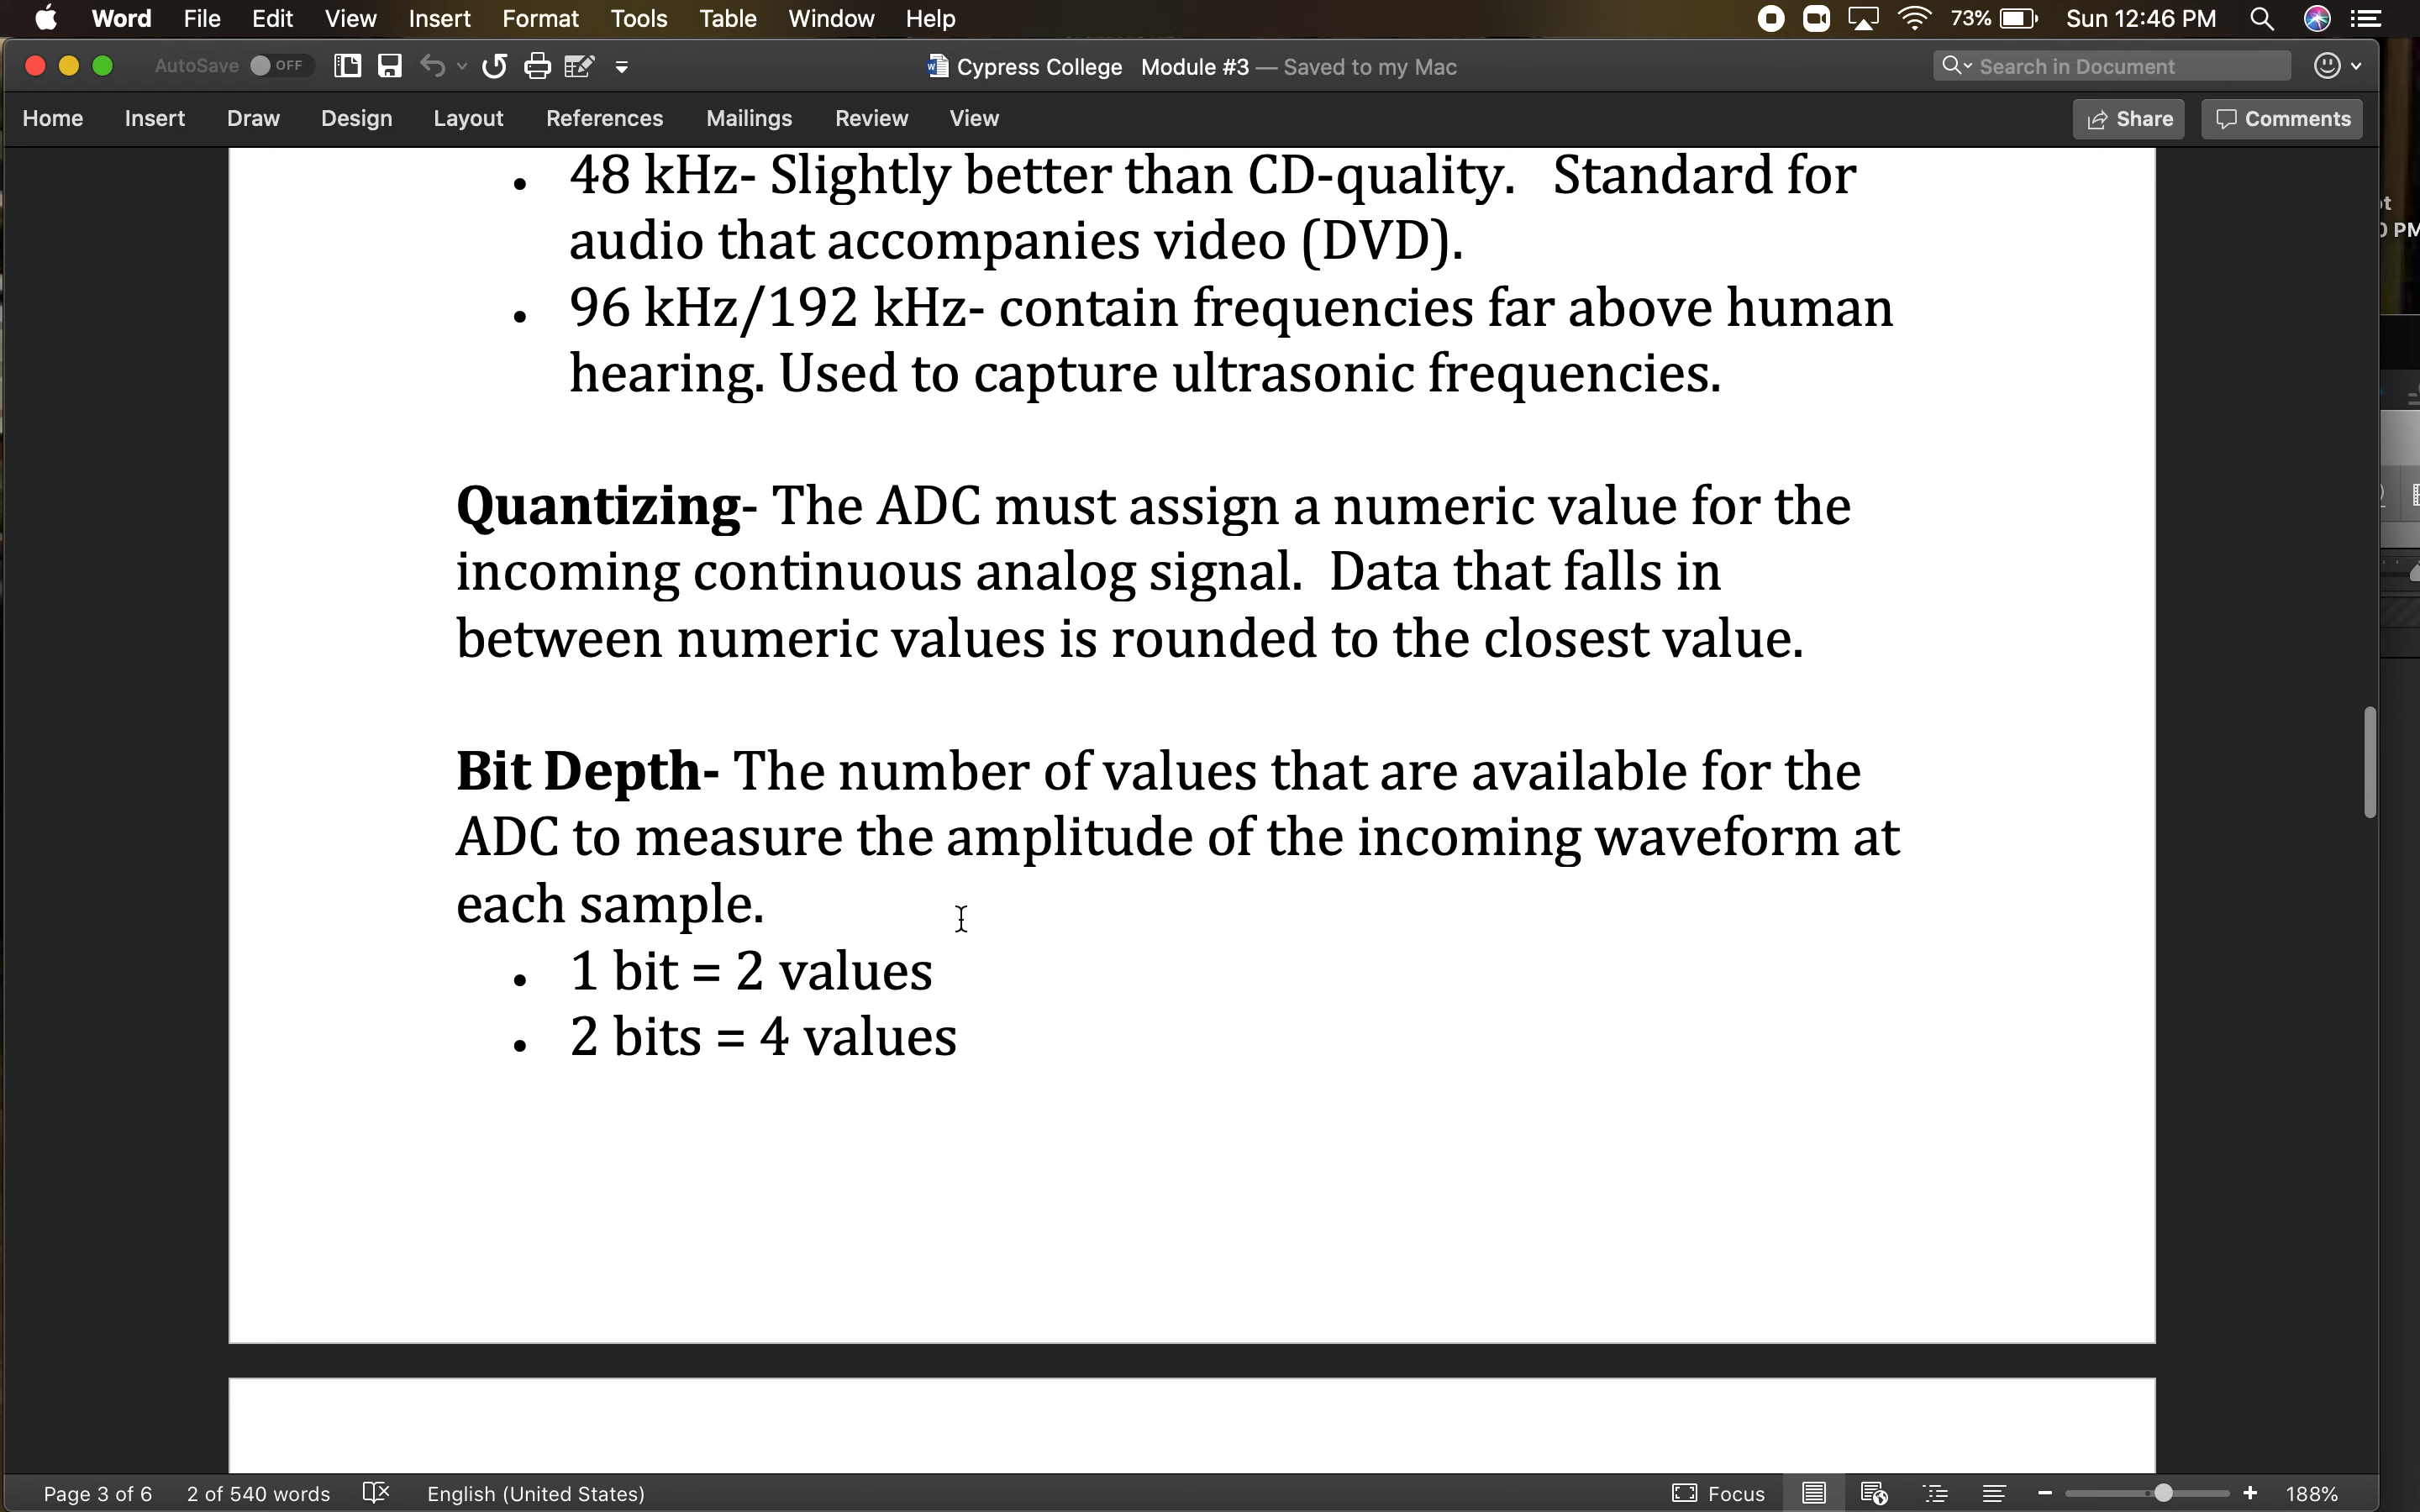 Word File Edit View Insert Format Tools Table Window Help 73% Sun 12:46 PM
AutoSave OFF Cypress College Module #3 — Saved to my Mac Search in Document
Home Insert Draw Design Layout References Mailings Review View Share Comments
• 48 kHz- Slightly better than CD-quality. Standard for
audio that accompanies video (DVD).
• 96 kHz/192 kHz- contain frequencies far above human
hearing. Used to capture ultrasonic frequencies.
Quantizing- The ADC must assign a numeric value for the
incoming continuous analog signal. Data that falls in
between numeric values is rounded to the closest value.
Bit Depth- The number of values that are available for the
ADC to measure the amplitude of the incoming waveform at
each sample.
• 1 bit = 2 values
• 2 bits = 4 values
Page 3 of 6 2 of 540 words English (United States) Focus 188%